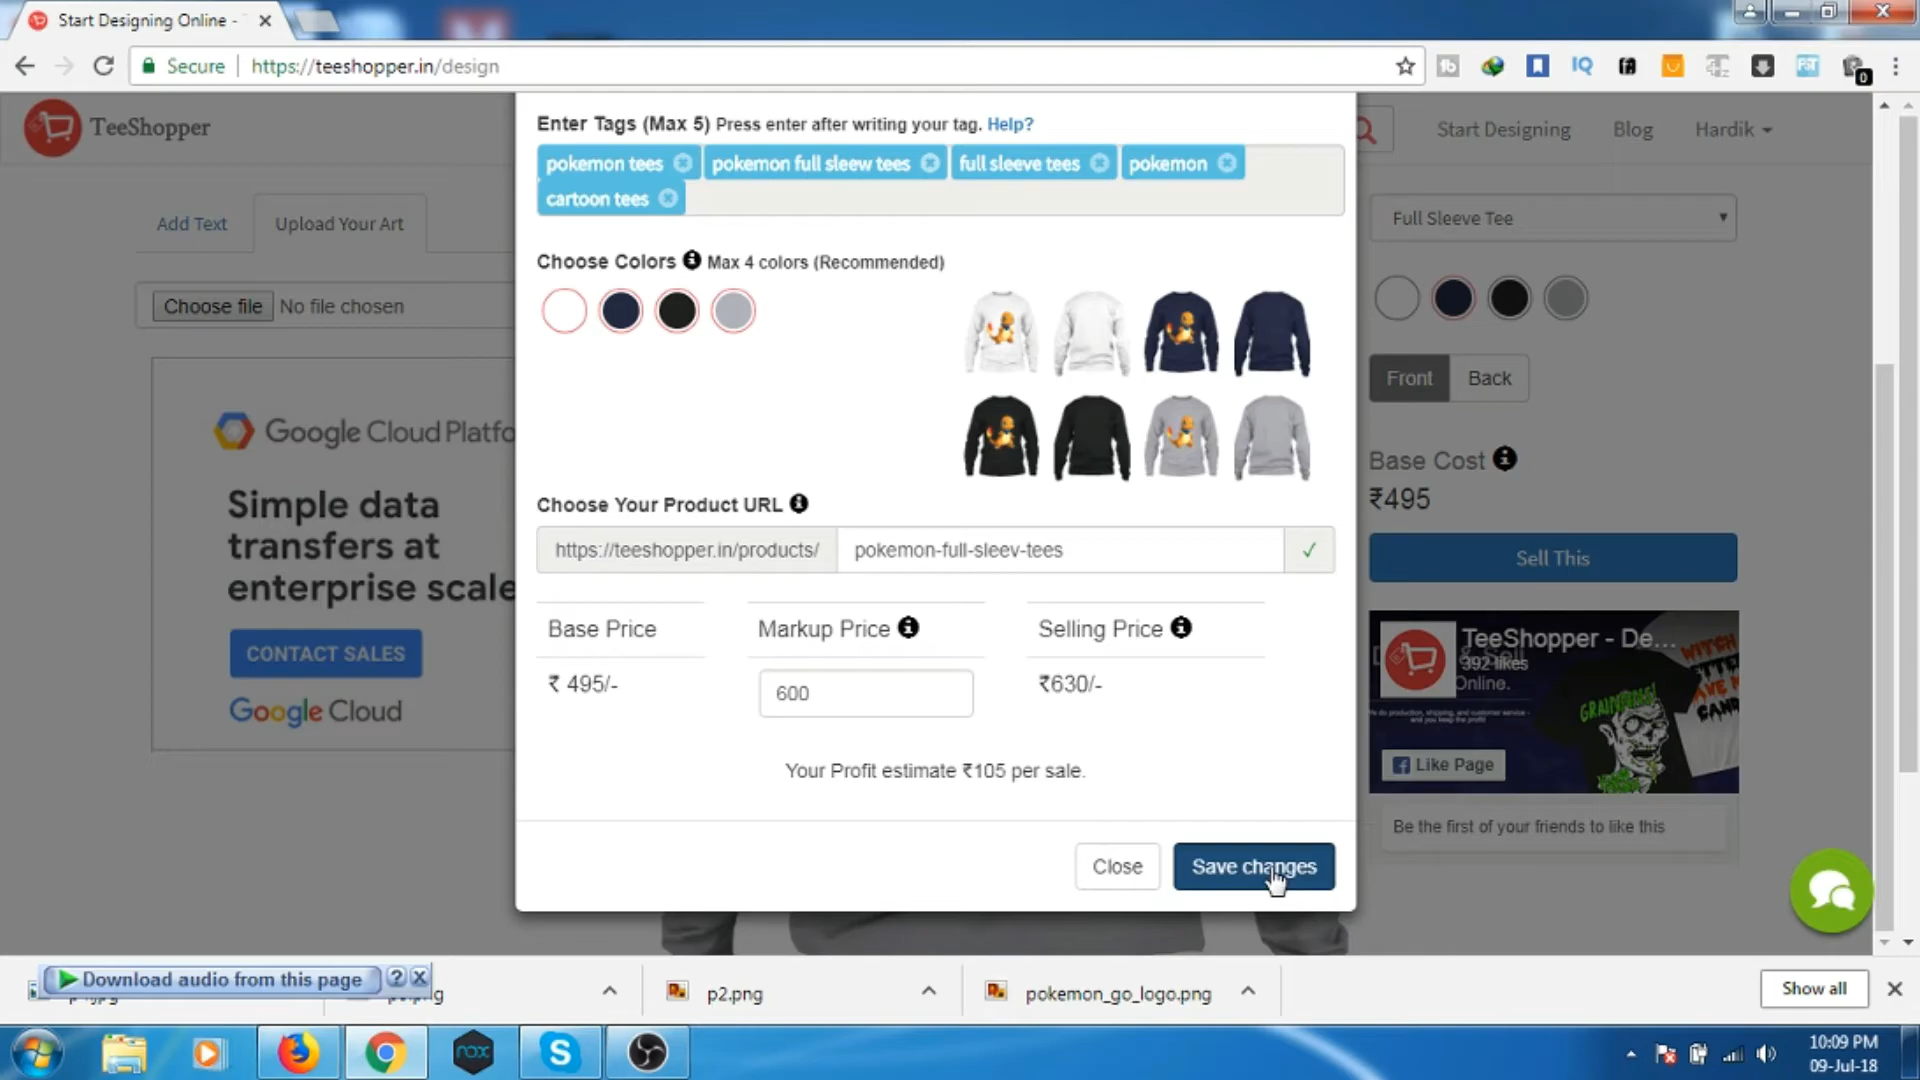 Start Designing Online -
Secure
https://teeshopper.in/design
TeeShopper
Start Designing
Blog
Hardik
Add Text
Upload Your Art
Choose file
No file chosen
Google Cloud Platfo
Simple data
transfers at
enterprise scale
CONTACT SALES
Google Cloud
Enter Tags (Max 5) Press enter after writing your tag. Help?
pokemon tees
pokemon full sleew tees
full sleeve tees
pokemon
cartoon tees
Choose Colors
Max 4 colors (Recommended)
Choose Your Product URL
https://teeshopper.in/products/
pokemon-full-sleev-tees
Base Price
Markup Price
Selling Price
₹ 495/-
600
₹630/-
Your Profit estimate ₹105 per sale.
Close
Save changes
Full Sleeve Tee
Front
Back
Base Cost
₹495
Sell This
TeeShopper - De...
392 likes
Online.
Like Page
Be the first of your friends to like this
Download audio from this page
p2.png
pokemon_go_logo.png
Show all
nox
10:09 PM
09-Jul-18